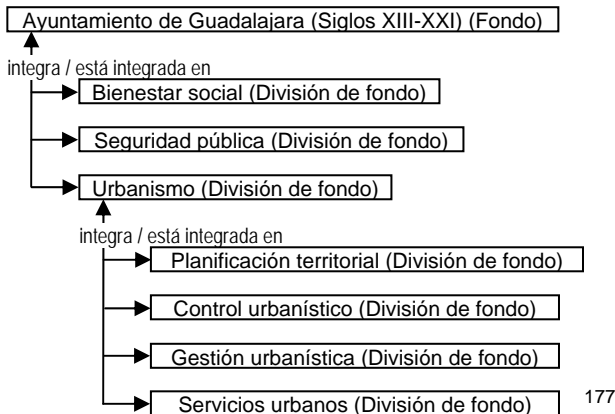 Ayuntamiento de Guadalajara (Siglos XIII-XXI) (Fondo)
integra / está integrada en
Bienestar social (División de fondo)
Seguridad pública (División de fondo)
Urbanismo (División de fondo)
integra / está integrada en
Planificación territorial (División de Fondo)
Control urbanístico (División de Fondo)
Gestión urbanística (División de Fondo)
Servicios urbanos (División de Fondo)
177